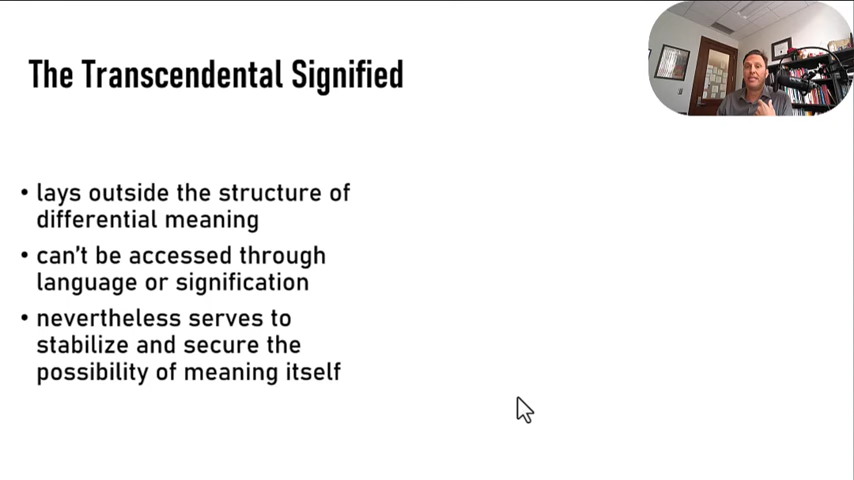 The Transcendental Signified
• lays outside the structure of
differential meaning
• can't be accessed through
language or signification
• nevertheless serves to
stabilize and secure the
possibility of meaning itself